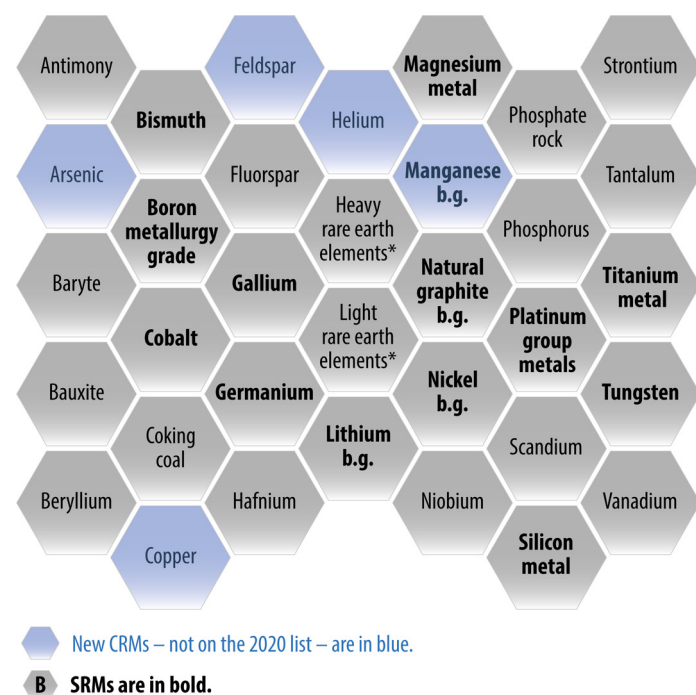 Antimony
Arsenic
Baryte
Bauxite
Beryllium
Bismuth
Boron
metallurgy
grade
Cobalt
Coking
coal
Copper
Feldspar
Fluorspar
Gallium
Germanium
Hafnium
Helium
Heavy
rare earth
elements*
Light
rare earth
elements*
Lithium
b.g.
Magnesium
metal
Manganese
b.g.
Natural
graphite
b.g.
Nickel
b.g.
Niobium
Phosphate
rock
Phosphorus
Platinum
group
metals
Scandium
Silicon
metal
Strontium
Tantalum
Titanium
metal
Tungsten
Vanadium
New CRMs – not on the 2020 list – are in blue.
B SRMs are in bold.